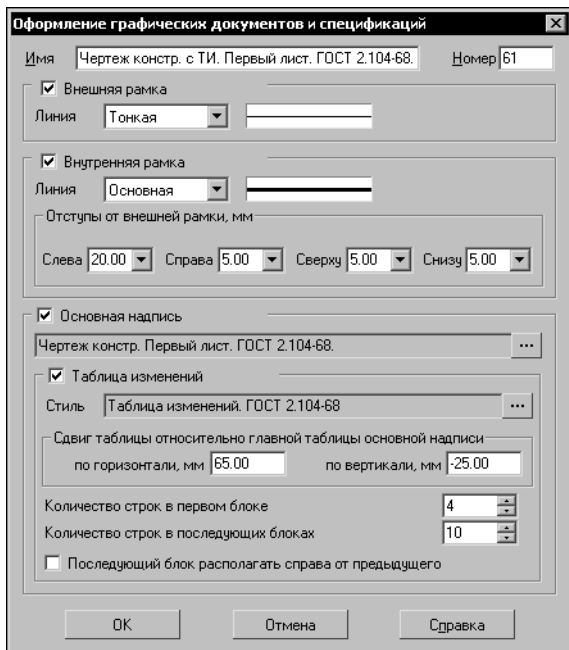 Оформление графических документов и спецификаций
Имя Чертеж констр. с ТИ. Первый лист. ГОСТ 2.104-68. Номер 61
Внешняя рамка
Линия Тонкая
Внутренняя рамка
Линия Основная
Отступы от внешней рамки, мм
Слева 20.00 Справа 5.00 Сверху 5.00 Снизу 5.00
Основная надпись
Чертеж констр. Первый лист. ГОСТ 2.104-68. ...
Таблица изменений
Стиль Таблица изменений. ГОСТ 2.104-68 ...
Сдвиг таблицы относительно главной таблицы основной надписи
по горизонтали, мм 65.00 по вертикали, мм -25.00
Количество строк в первом блоке 4
Количество строк в последующих блоках 10
Последующий блок располагать справа от предыдущего
OK Отмена Справка